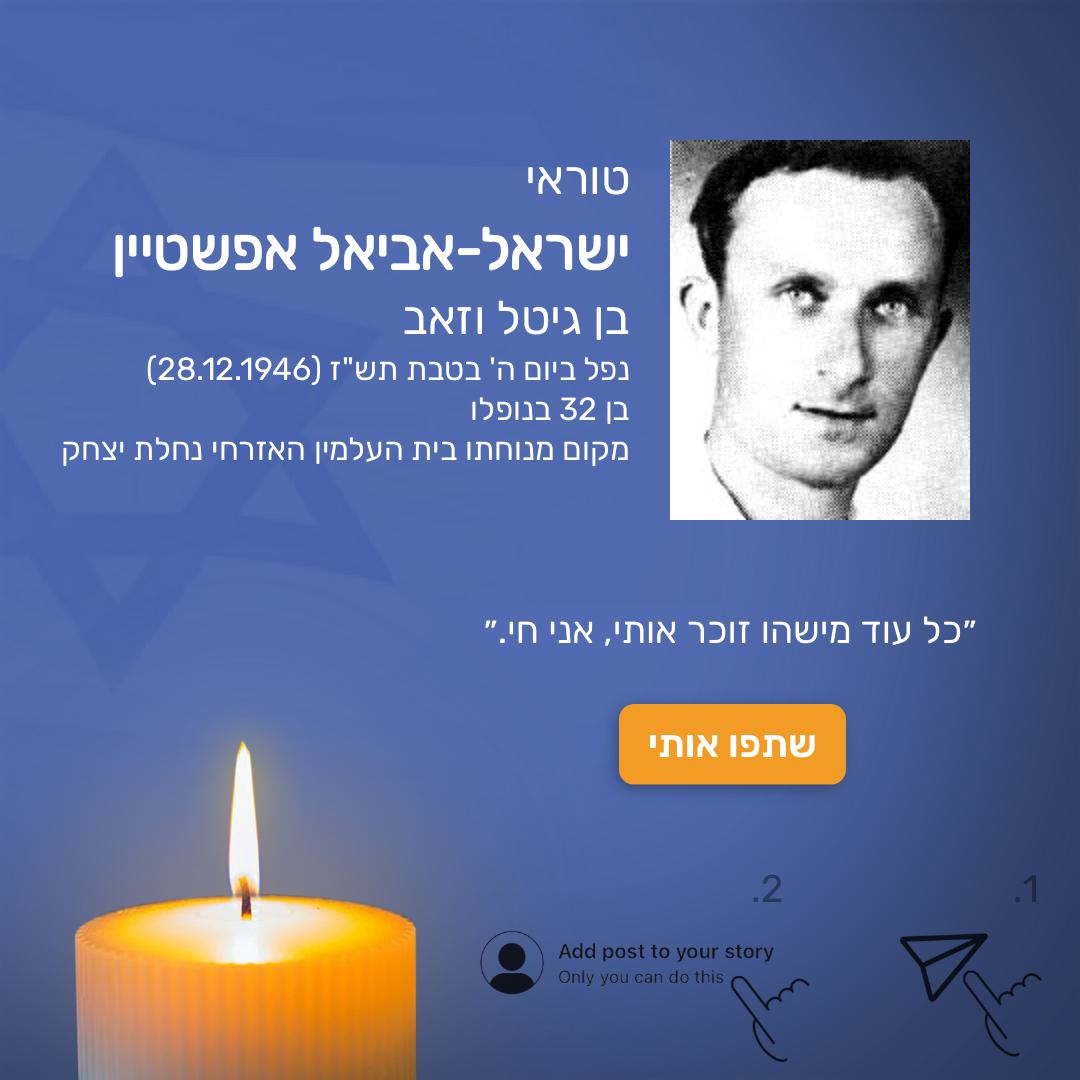 טוראי
ישראל-אביאל אפשטיין
בן גיטל וזאב
נפל ביום ה' בטבת תש"ז (28.12.1946)
בן 32 בנופלו
מקום מנוחתו בית העלמין האזרחי נחלת יצחק
״כל עוד מישהו זוכר אותי, אני חי.״
שתפו אותי
1.
2.
Add post to your story
Only you can do this